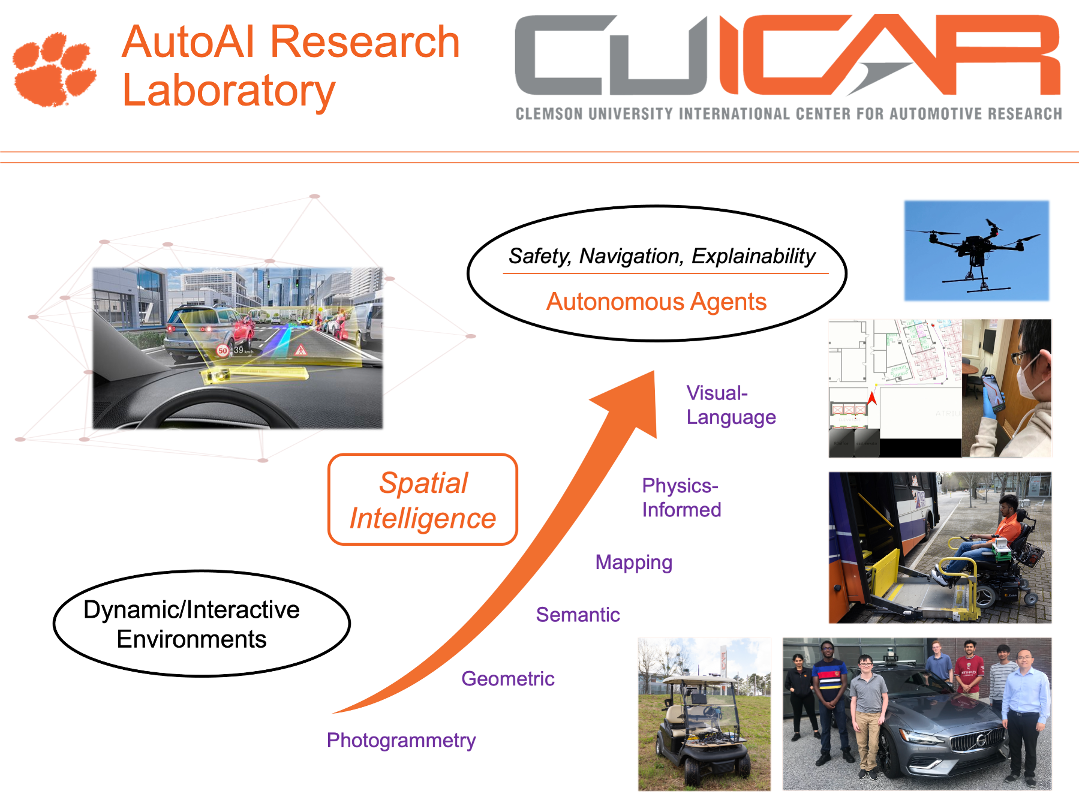 AutoAI Research
Laboratory
CUICAR
CLEMSON UNIVERSITY INTERNATIONAL CENTER FOR AUTOMOTIVE RESEARCH
Safety, Navigation, Explainability
Autonomous Agents
50 39 km/h
Visual-
Language
Spatial
Intelligence
Physics-
Informed
Mapping
Dynamic/Interactive
Environments
Semantic
Geometric
Photogrammetry